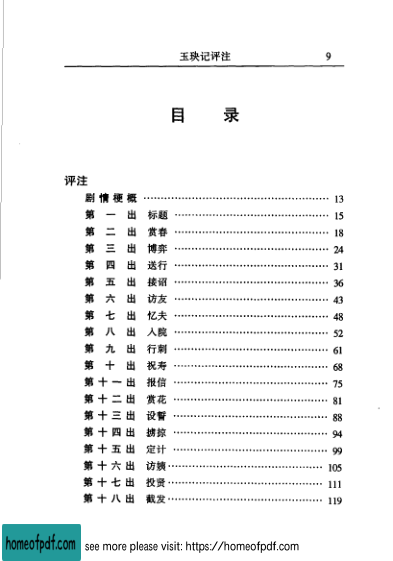 玉玦记评注 9
目 录
评注
剧情梗概 …………………………………………… 13
第一出 标题 …………………………………………… 15
第二出 赏春 …………………………………………… 18
第三出 博弈 …………………………………………… 24
第四出 送行 …………………………………………… 31
第五出 接诏 …………………………………………… 36
第六出 访友 …………………………………………… 43
第七出 忆夫 …………………………………………… 48
第八出 入院 …………………………………………… 52
第九出 行刺 …………………………………………… 61
第十出 祝寿 …………………………………………… 68
第十一出 报信 …………………………………………… 75
第十二出 赏花 …………………………………………… 81
第十三出 设誓 …………………………………………… 88
第十四出 掳掠 …………………………………………… 94
第十五出 定计 …………………………………………… 99
第十六出 访姨 …………………………………………… 105
第十七出 投贤 …………………………………………… 111
第十八出 截发 …………………………………………… 119
homeofpdf.com see more please visit: https://homeofpdf.com